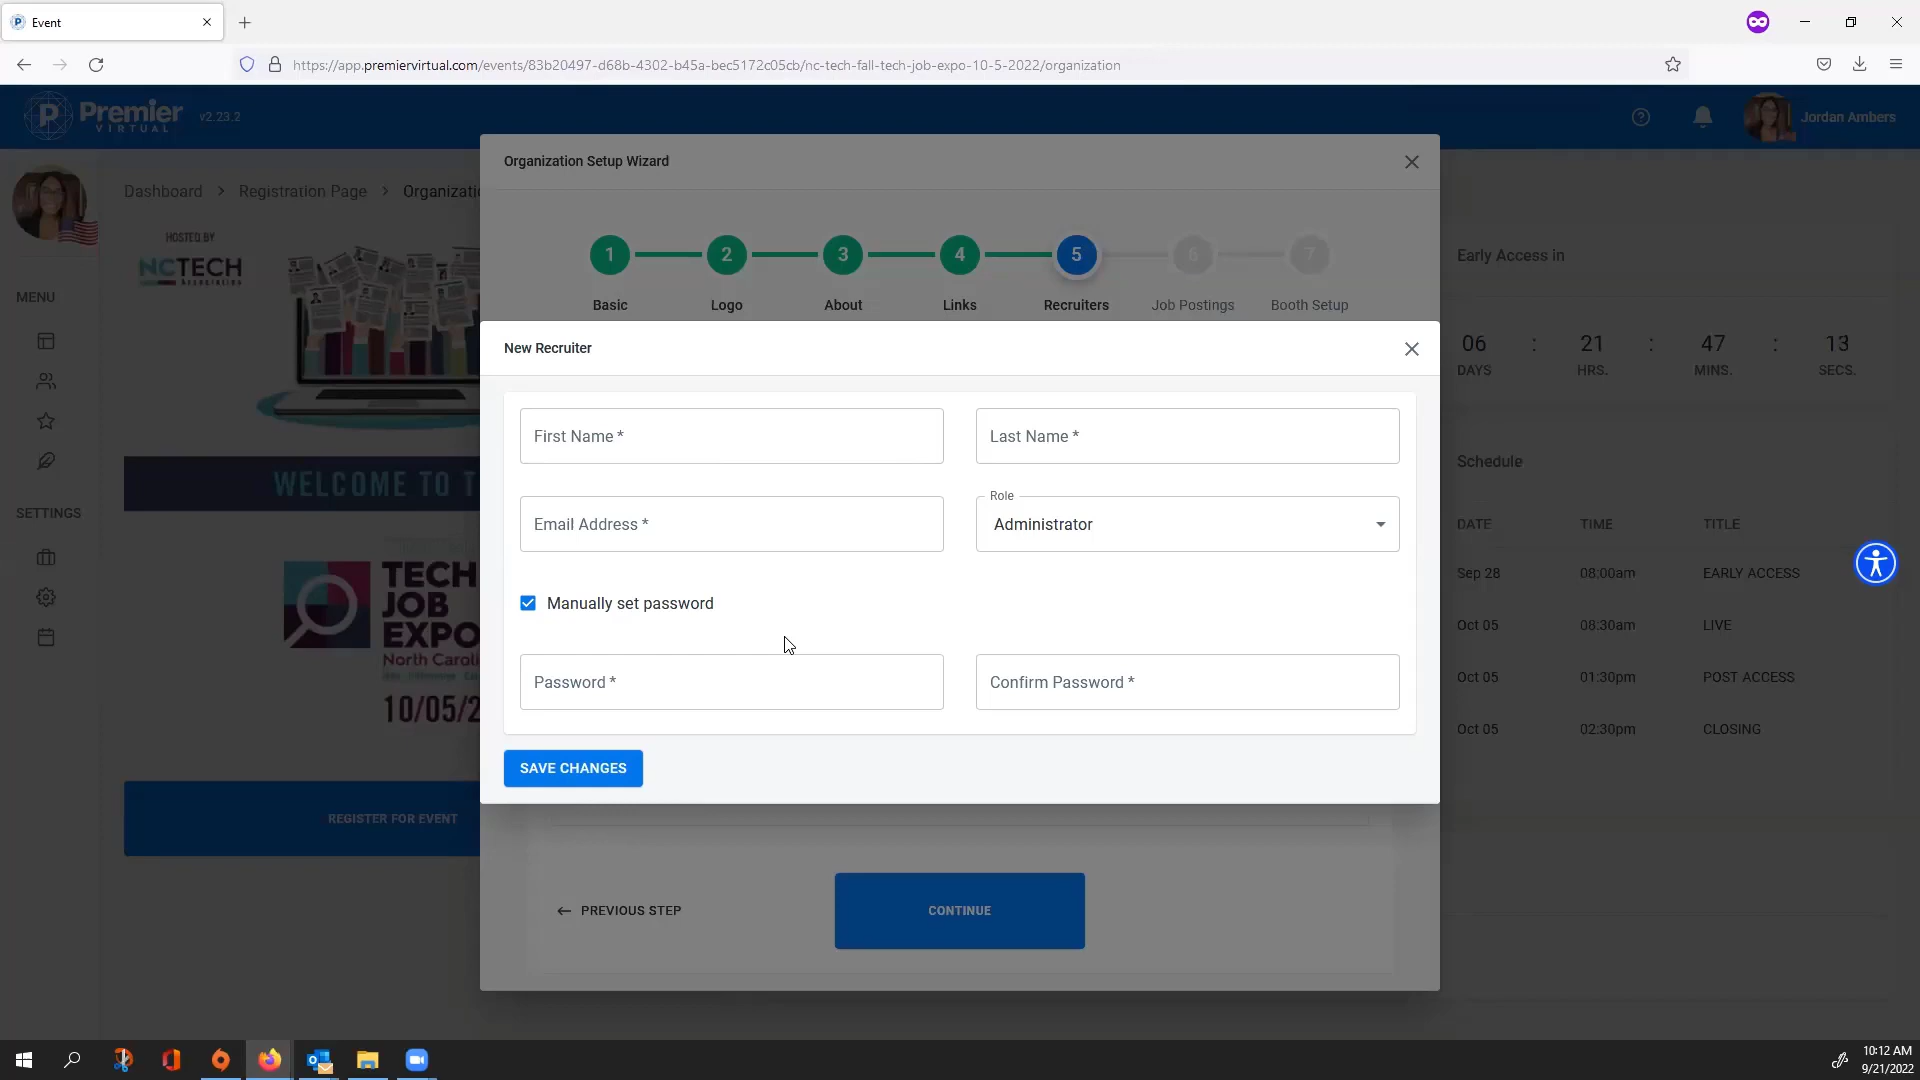 Event
https://app.premiervirtual.com/events/83b20497-d68b-4302-b45a-bec5172c05cb/nc-tech-fall-tech-job-expo-10-5-2022/organization
P Premier
VIRTUAL
v2.23.2
Jordan Ambers
Organization Setup Wizard
Dashboard > Registration Page > Organizati
HOSTED BY
NCTECH
Association
1 2 3 4 5 6 7
Basic Logo About Links Recruiters Job Postings Booth Setup
Early Access in
MENU
New Recruiter
06 : 21 : 47 : 13
DAYS HRS. MINS. SECS.
First Name *
Last Name *
Schedule
WELCOME TO T
SETTINGS
Email Address *
Role
Administrator
DATE TIME TITLE
Sep 28 08:00am EARLY ACCESS
Oct 05 08:30am LIVE
Oct 05 01:30pm POST ACCESS
Oct 05 02:30pm CLOSING
TECH
JOB
EXPO
North Caroli
10/05/2
Manually set password
Password *
Confirm Password *
SAVE CHANGES
REGISTER FOR EVENT
PREVIOUS STEP
CONTINUE
10:12 AM
9/21/2022